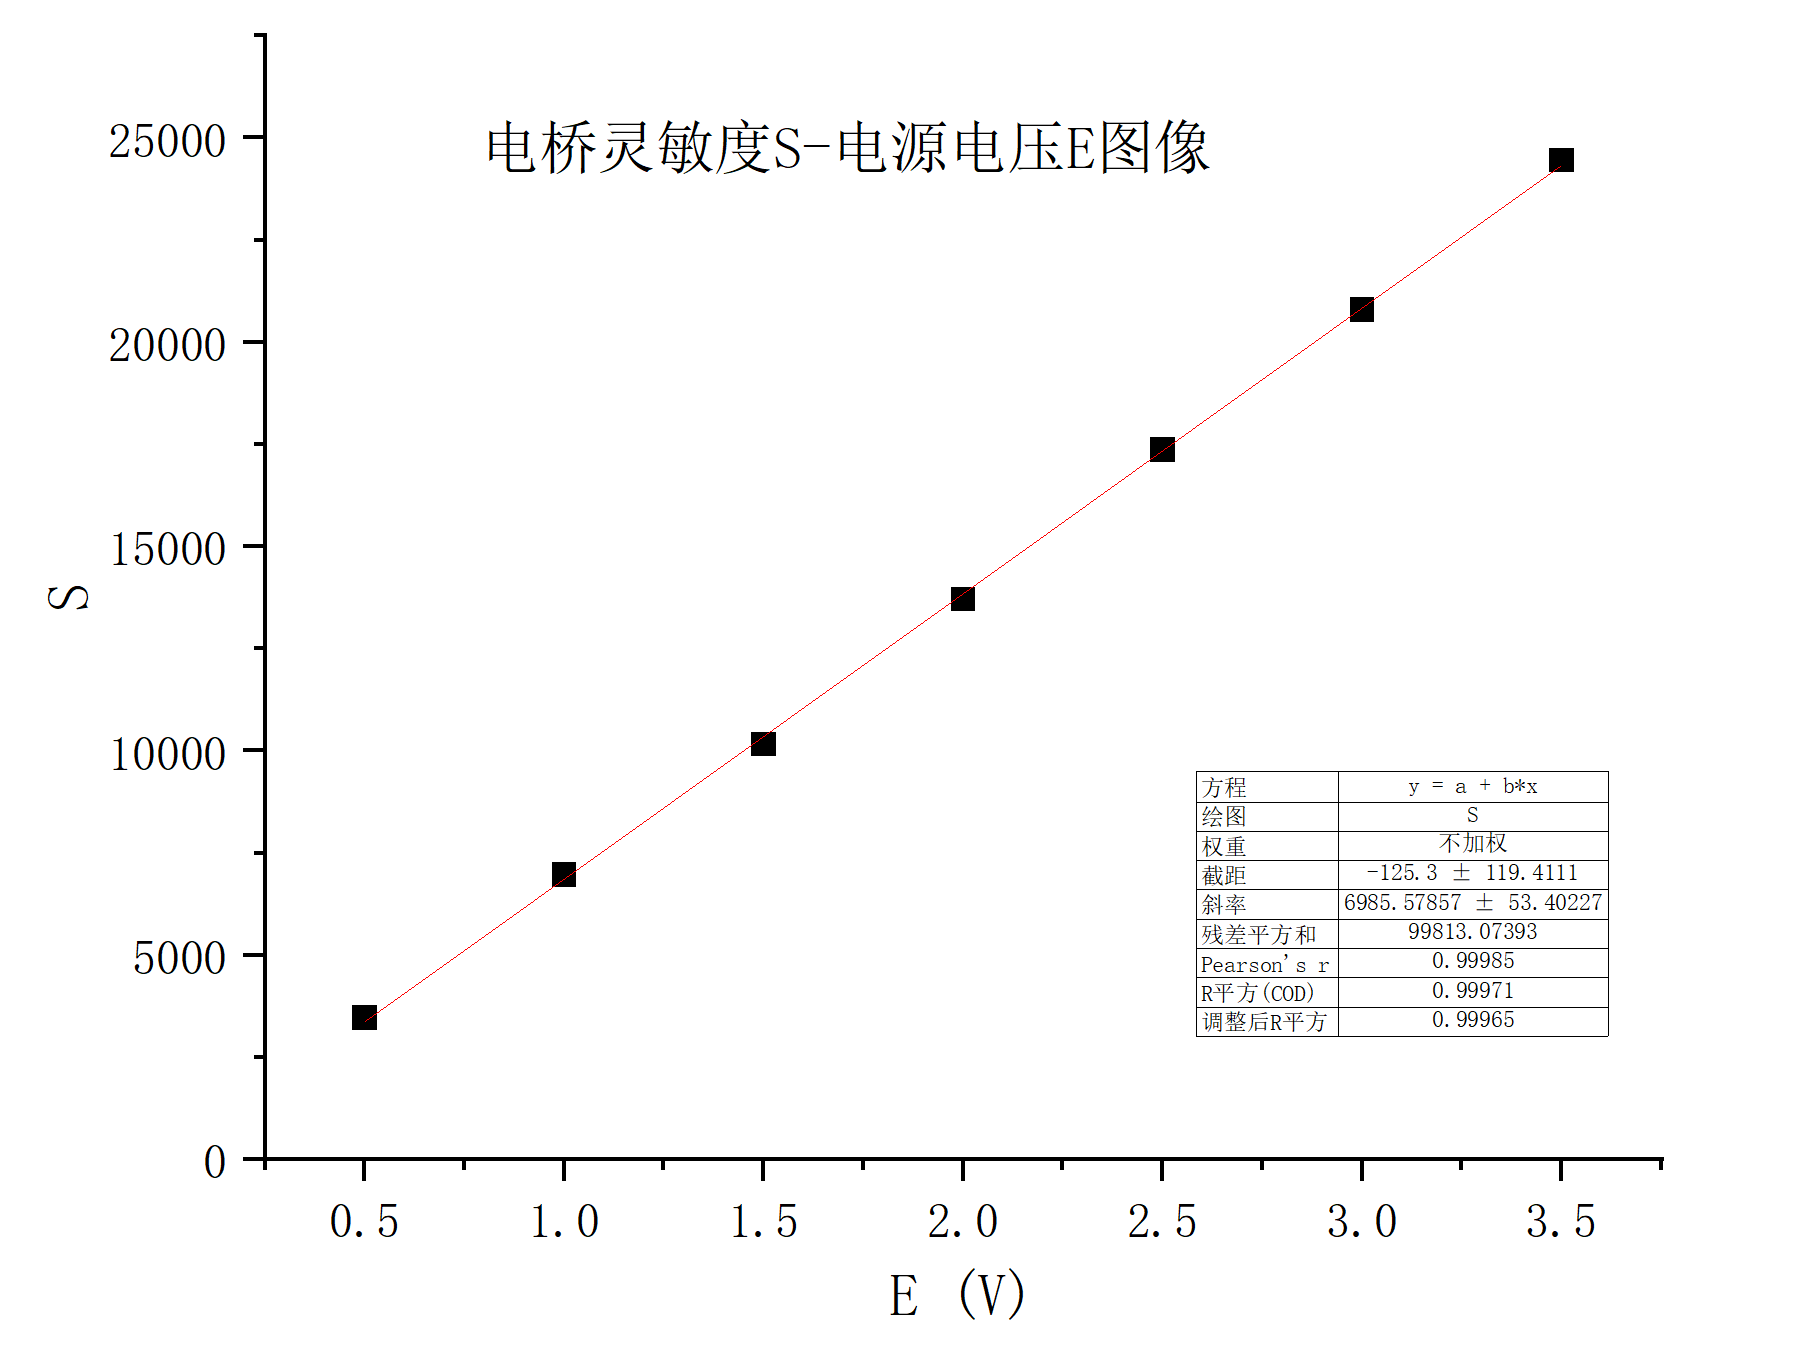 电桥灵敏度S-电源电压E图像
25000
20000
15000
10000
5000
0
S
0.5 1.0 1.5 2.0 2.5 3.0 3.5
E (V)
方程 y = a + b*x
绘图 S
权重 不加权
截距 -125.3 ± 119.4111
斜率 6985.57857 ± 53.40227
残差平方和 99813.07393
Pearson's r 0.99985
R平方(COD) 0.99971
调整后R平方 0.99965